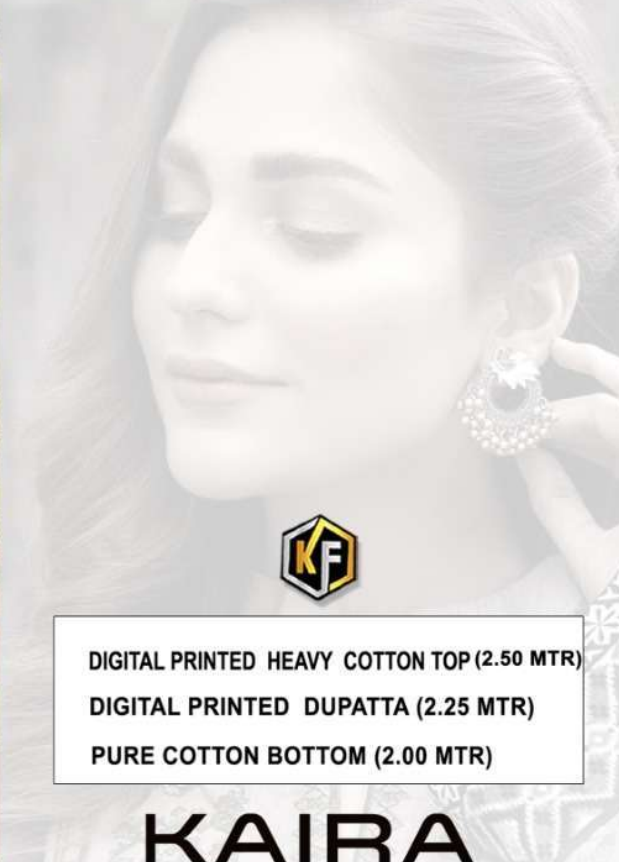 KF
DIGITAL PRINTED HEAVY COTTON TOP (2.50 MTR)
DIGITAL PRINTED DUPATTA (2.25 MTR)
PURE COTTON BOTTOM (2.00 MTR)
KAIRA